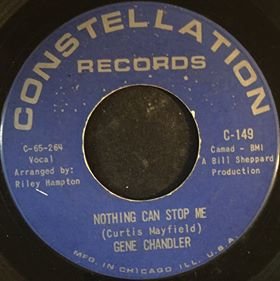 CONSTELLATION
RECORDS
C-65-264
Vocal
Arranged by:
Riley Hampton
C-149
Camad - BMI
A Bill Sheppard
Production
NOTHING CAN STOP ME
(Curtis Mayfield)
GENE CHANDLER
MFG. IN CHICAGO ILL. U.S.A.